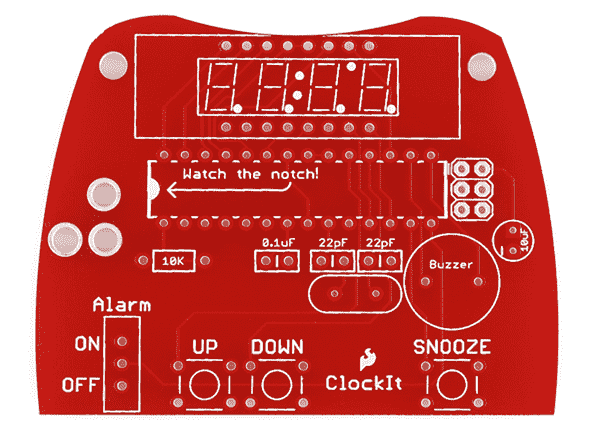 Watch the notch!
0.1uF
22pF
22pF
10uF
10K
Buzzer
Alarm
ON
OFF
UP
DOWN
SNOOZE
ClockIt